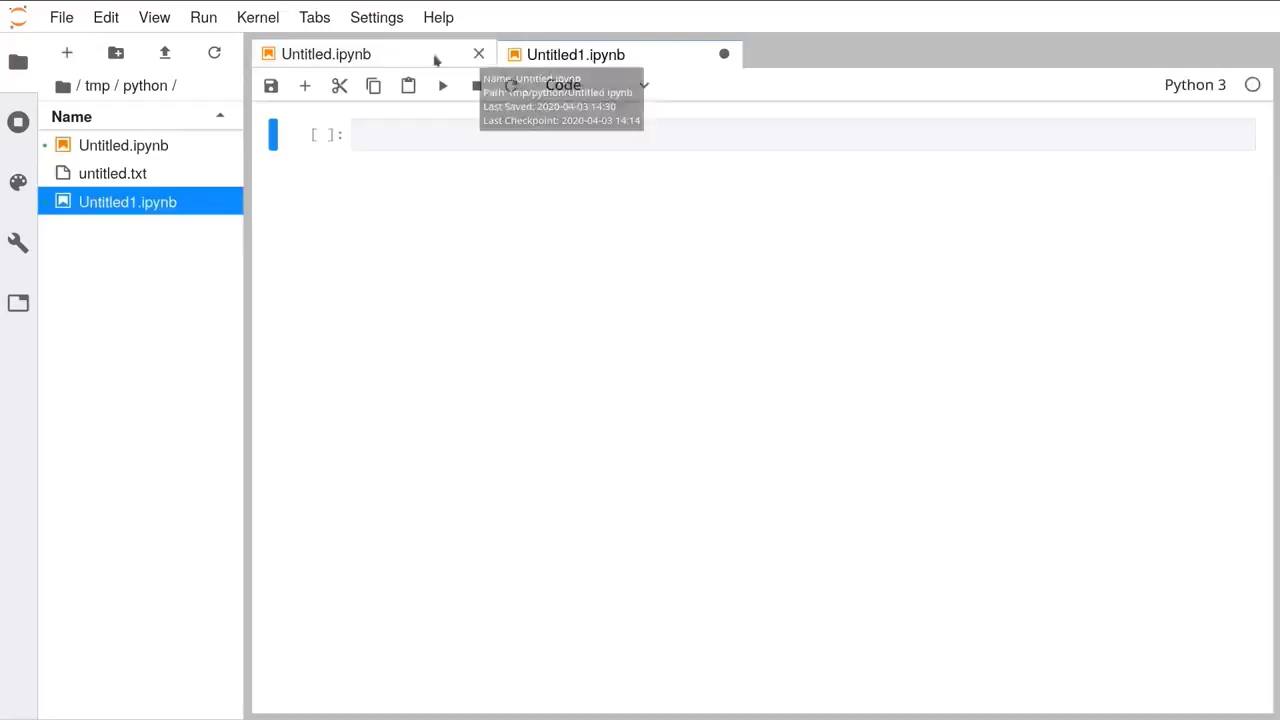 File Edit View Run Kernel Tabs Settings Help
Untitled.ipynb Untitled1.ipynb
/ tmp / python /
Code
Python 3
Name: Untitled.ipynb
Path: tmp/python/Untitled.ipynb
Last Saved: 2020-04-03 14:30
Last Checkpoint: 2020-04-03 14:14
Name
[ ]:
Untitled.ipynb
untitled.txt
Untitled1.ipynb